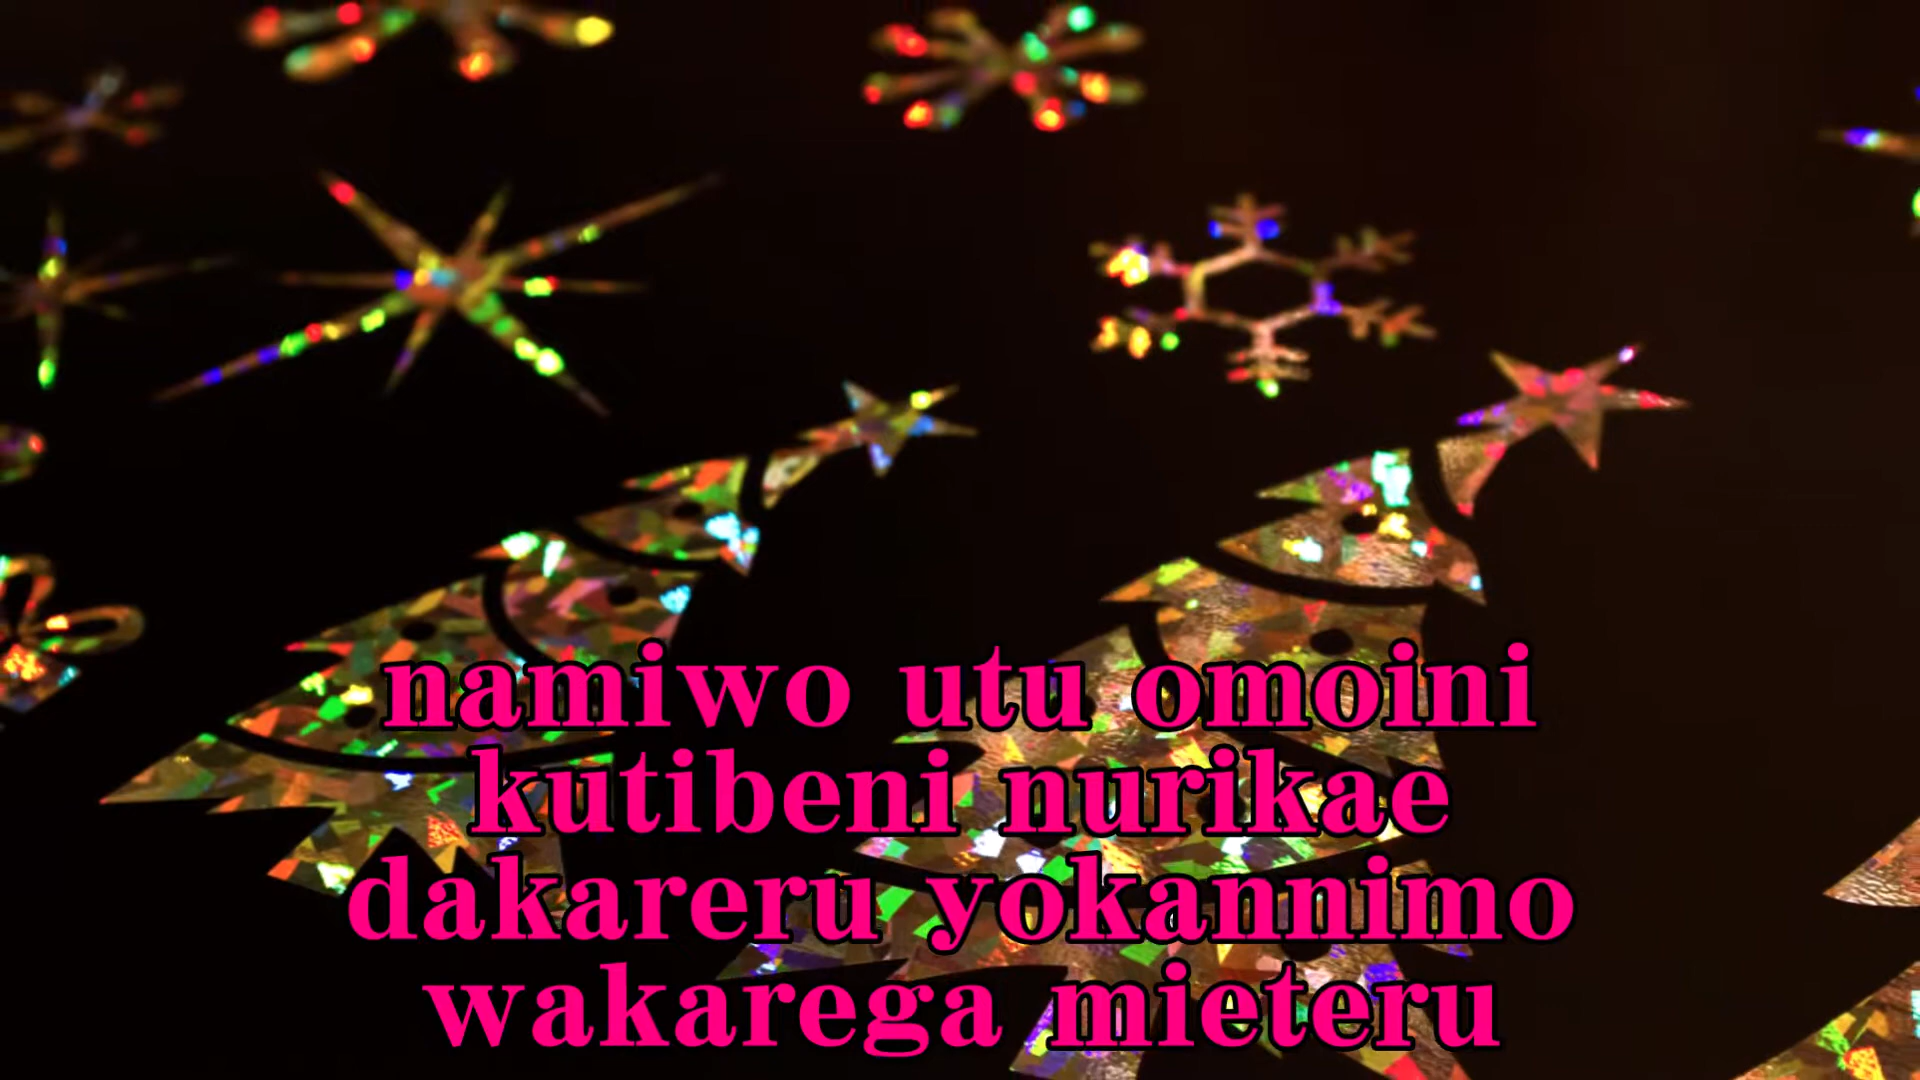 namiwo utu omoini
kutibeni nurikae
dakareru yokannimo
wakarega mieteru